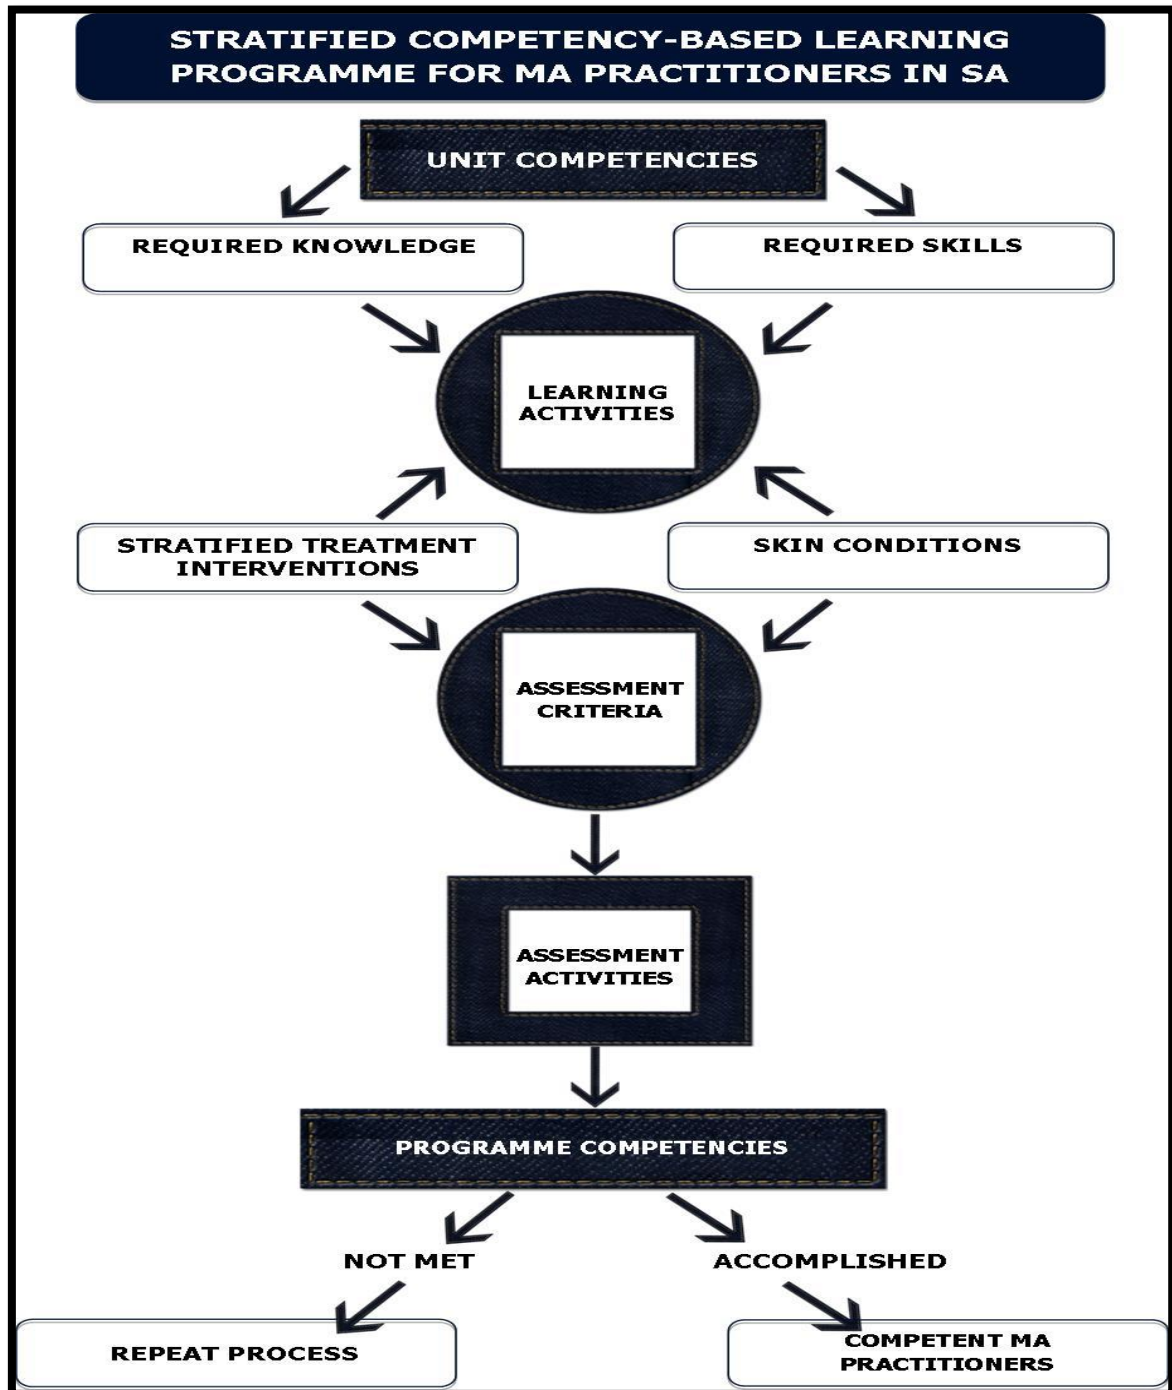 STRATIFIED COMPETENCY-BASED LEARNING
PROGRAMME FOR MA PRACTITIONERS IN SA
UNIT COMPETENCIES
REQUIRED KNOWLEDGE
REQUIRED SKILLS
LEARNING
ACTIVITIES
STRATIFIED TREATMENT
INTERVENTIONS
SKIN CONDITIONS
ASSESSMENT
CRITERIA
ASSESSMENT
ACTIVITIES
PROGRAMME COMPETENCIES
NOT MET
ACCOMPLISHED
REPEAT PROCESS
COMPETENT MA
PRACTITIONERS